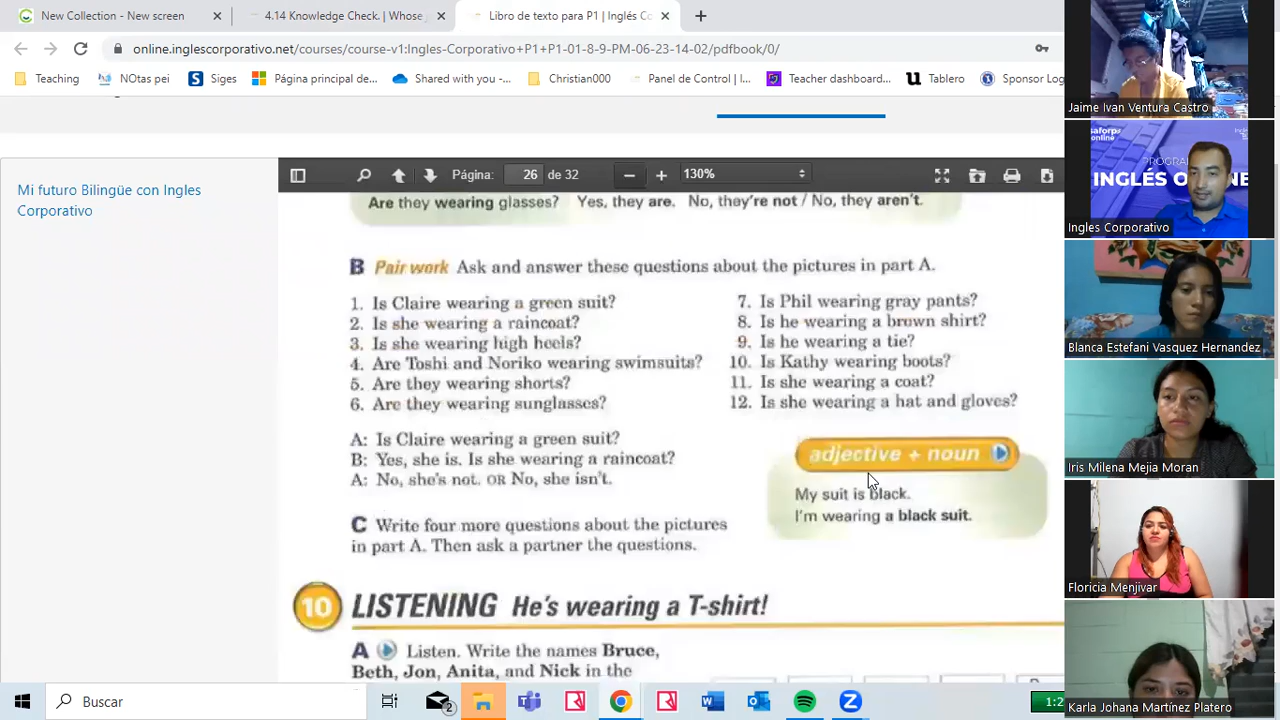 New Collection - New screen
4.14 Knowledge Check. | Whose
Libro de texto para P1 | Inglés Co
online.inglescorporativo.net/courses/course-v1:Ingles-Corporativo+P1+P1-01-8-9-PM-06-23-14-02/pdfbook/0/
Teaching
NOtas pei
Siges
Página principal de...
Shared with you -...
Christian000
Panel de Control | I...
Teacher dashboard...
Tablero
Sponsor Log
Mi futuro Bilingüe con Ingles
Corporativo
Página:
26
de 32
130%
Are they wearing glasses? Yes, they are. No, they're not / No, they aren't.
B Pair work Ask and answer these questions about the pictures in part A.
1. Is Claire wearing a green suit?
2. Is she wearing a raincoat?
3. Is she wearing high heels?
4. Are Toshi and Noriko wearing swimsuits?
5. Are they wearing shorts?
6. Are they wearing sunglasses?
7. Is Phil wearing gray pants?
8. Is he wearing a brown shirt?
9. Is he wearing a tie?
10. Is Kathy wearing boots?
11. Is she wearing a coat?
12. Is she wearing a hat and gloves?
A: Is Claire wearing a green suit?
B: Yes, she is. Is she wearing a raincoat?
A: No, she's not. OR No, she isn't.
adjective + noun
My suit is black.
I'm wearing a black suit.
C Write four more questions about the pictures
in part A. Then ask a partner the questions.
10 LISTENING He's wearing a T-shirt!
A Listen. Write the names Bruce,
Beth, Jon, Anita, and Nick in the
Buscar
2
Jaime Ivan Ventura Castro
saforp
online
INGLÉS O
NE
Ingles Corporativo
Blanca Estefani Vasquez Hernandez
Iris Milena Mejia Moran
Floricia Menjivar
Karla Johana Martínez Platero